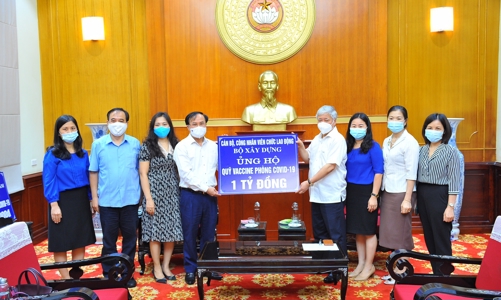 CÁN BỘ, CÔNG NHÂN VIÊN CHỨC LAO ĐỘNG
BỘ XÂY DỰNG
ỦNG HỘ
QUỸ VACCINE PHÒNG COVID-19
1 TỶ ĐỒNG